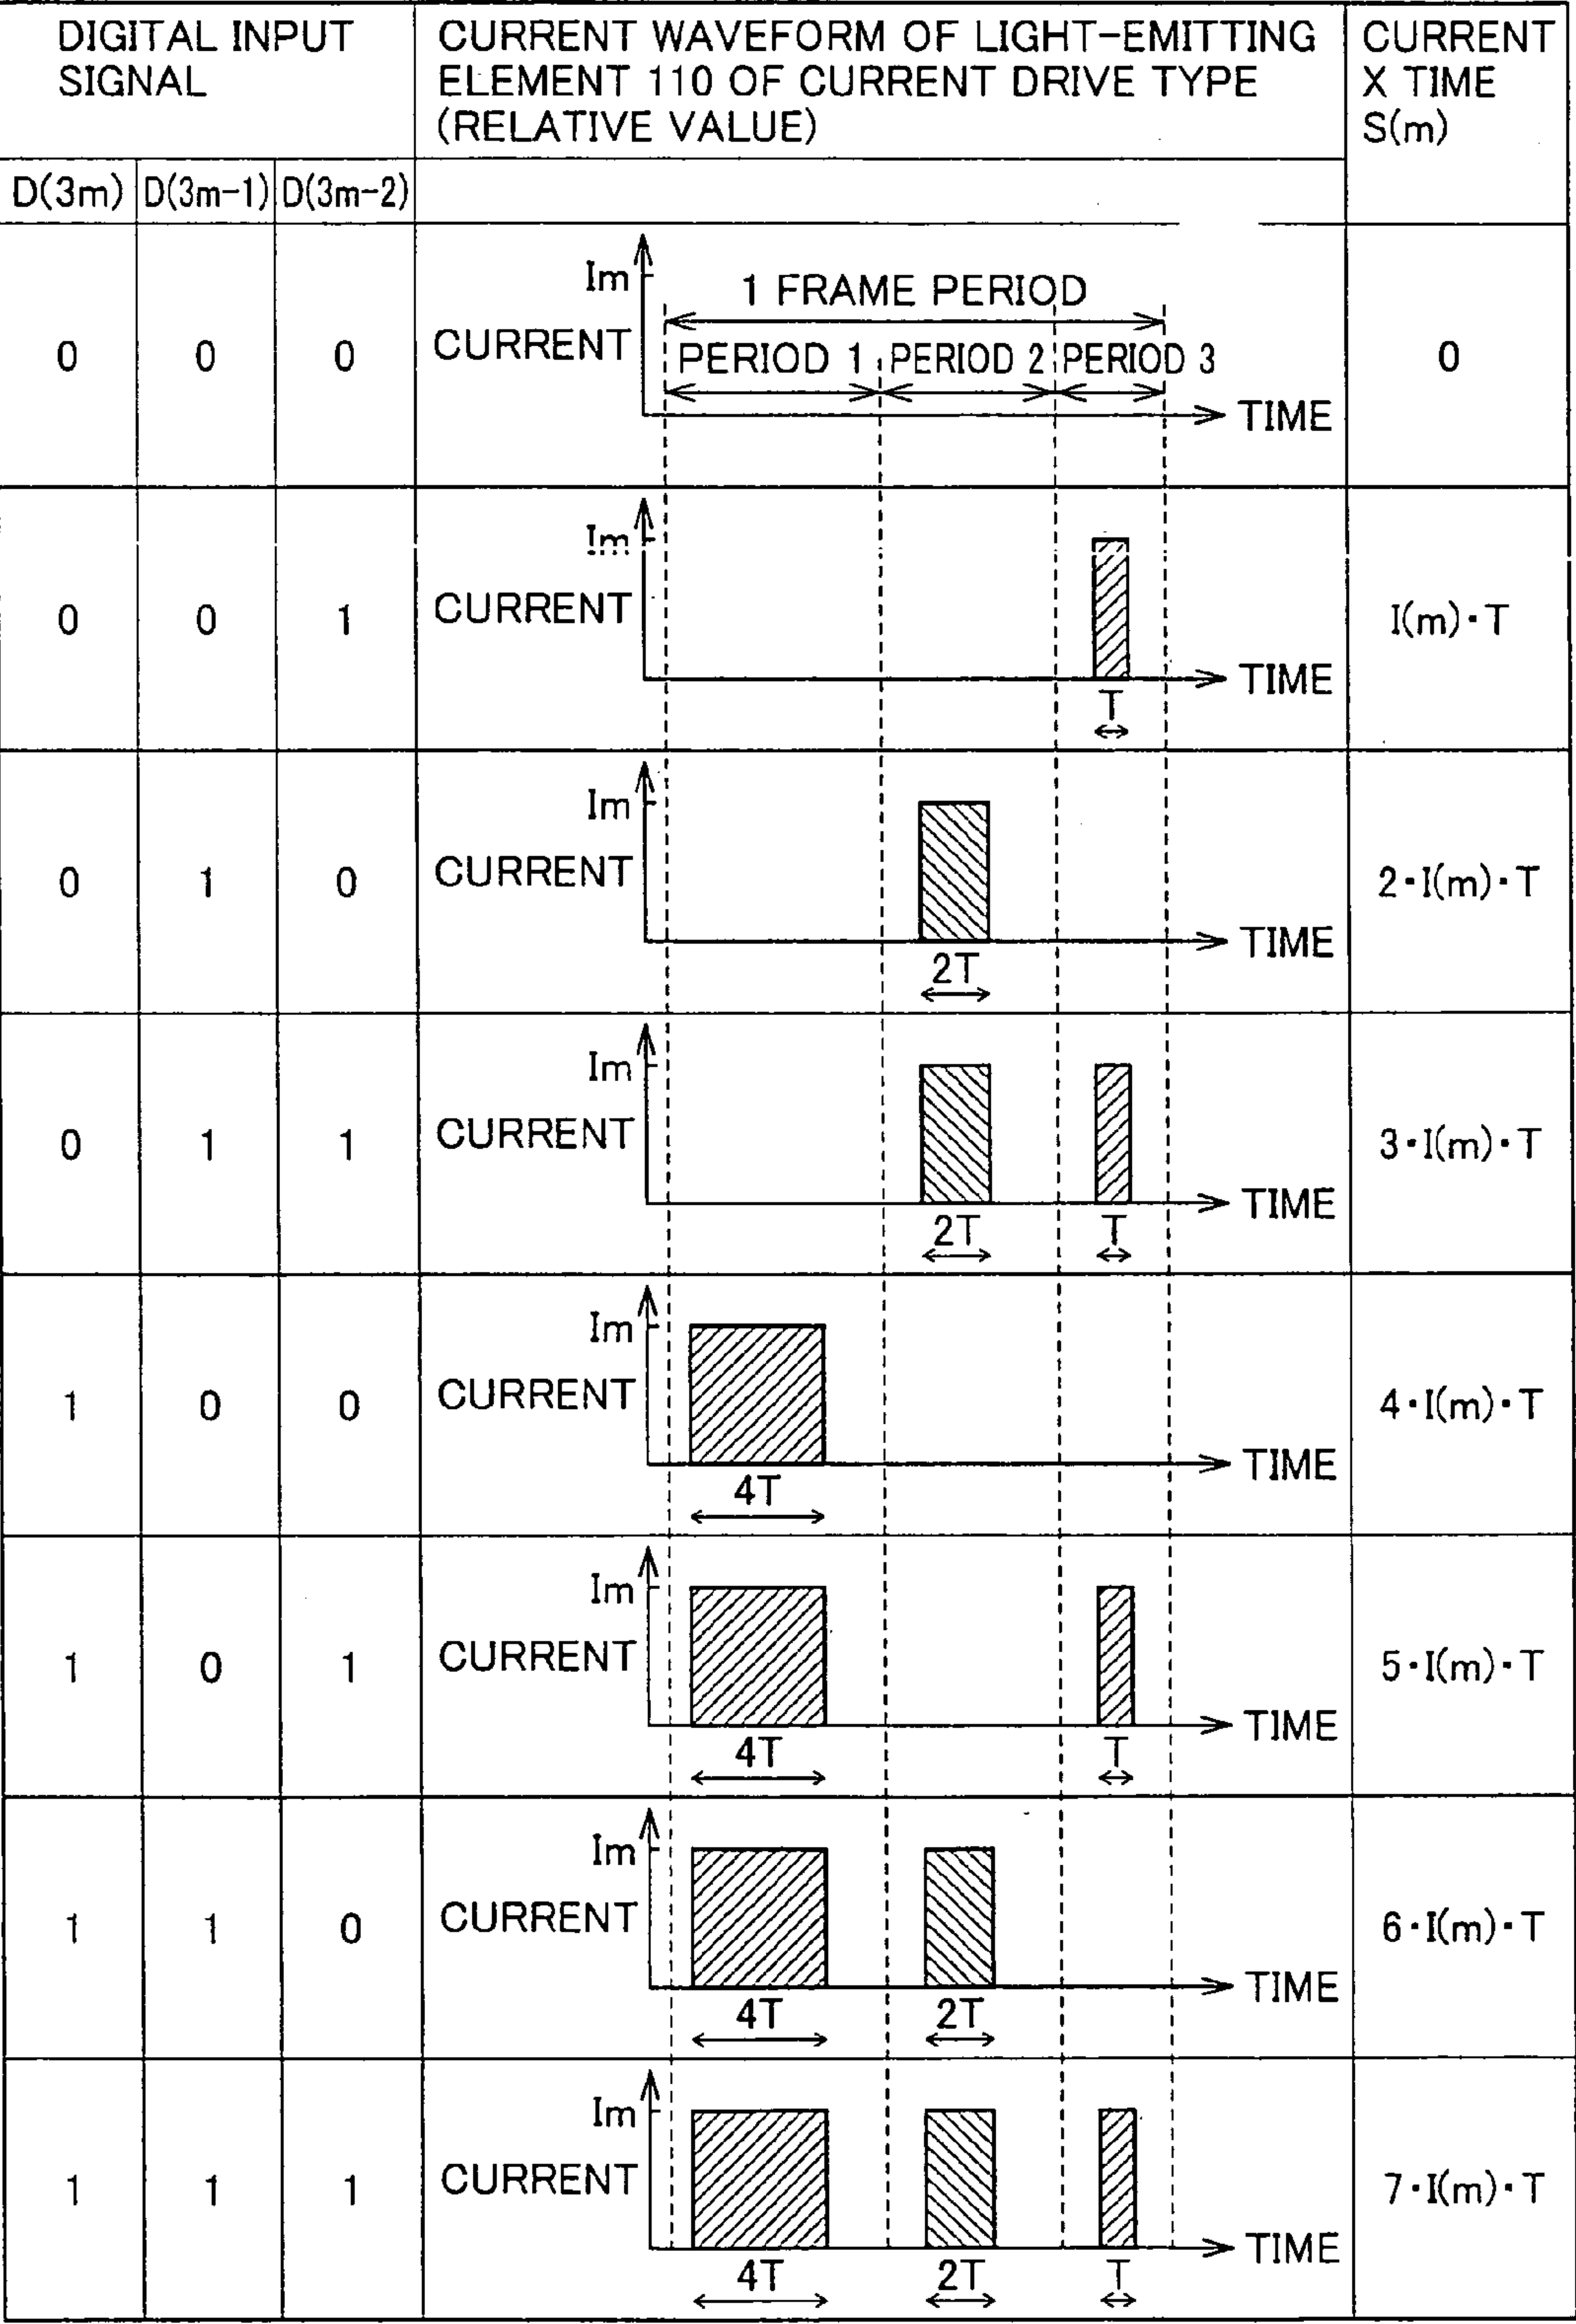 DIGITAL INPUT
SIGNAL
CURRENT WAVEFORM OF LIGHT-EMITTING
ELEMENT 110 OF CURRENT DRIVE TYPE
(RELATIVE VALUE)
CURRENT
X TIME
S(m)
D(3m) D(3m-1) D(3m-2)
Im
1 FRAME PERIOD
0 0 0 CURRENT 0
PERIOD 1 PERIOD 2 PERIOD 3
TIME
Im
0 0 1 CURRENT I(m)·T
TIME
T
Im
0 1 0 CURRENT 2·I(m)·T
TIME
2T
Im
0 1 1 CURRENT 3·I(m)·T
TIME
2T T
Im
1 0 0 CURRENT 4·I(m)·T
TIME
4T
Im
1 0 1 CURRENT 5·I(m)·T
TIME
4T T
Im
1 1 0 CURRENT 6·I(m)·T
TIME
4T 2T
Im
1 1 1 CURRENT 7·I(m)·T
TIME
4T 2T T